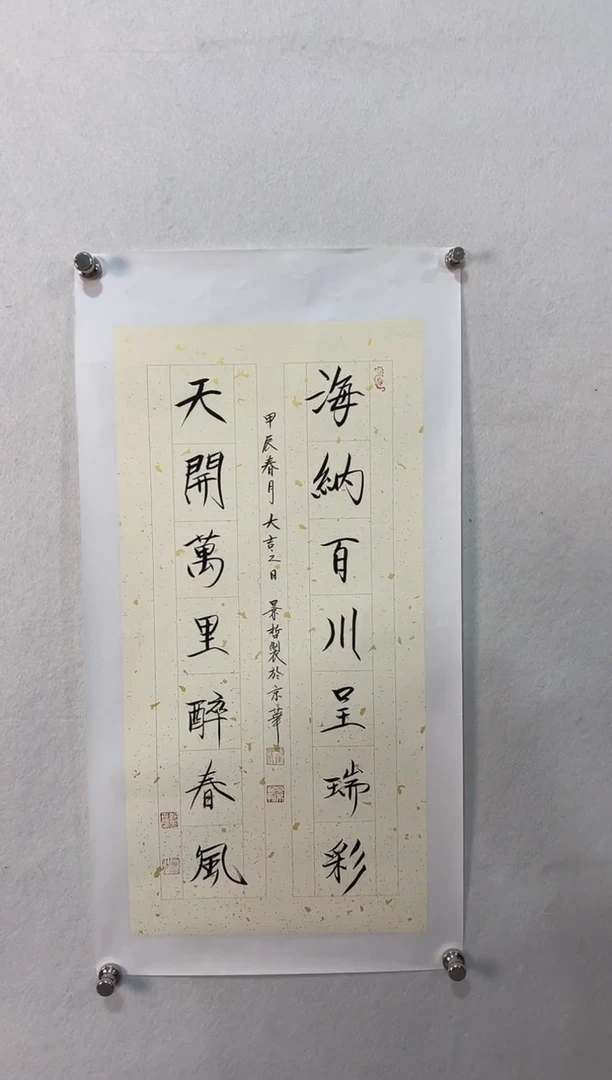 海納百川呈瑞彩
甲辰春月大吉之日景哲製於京華
天開萬里醉春風